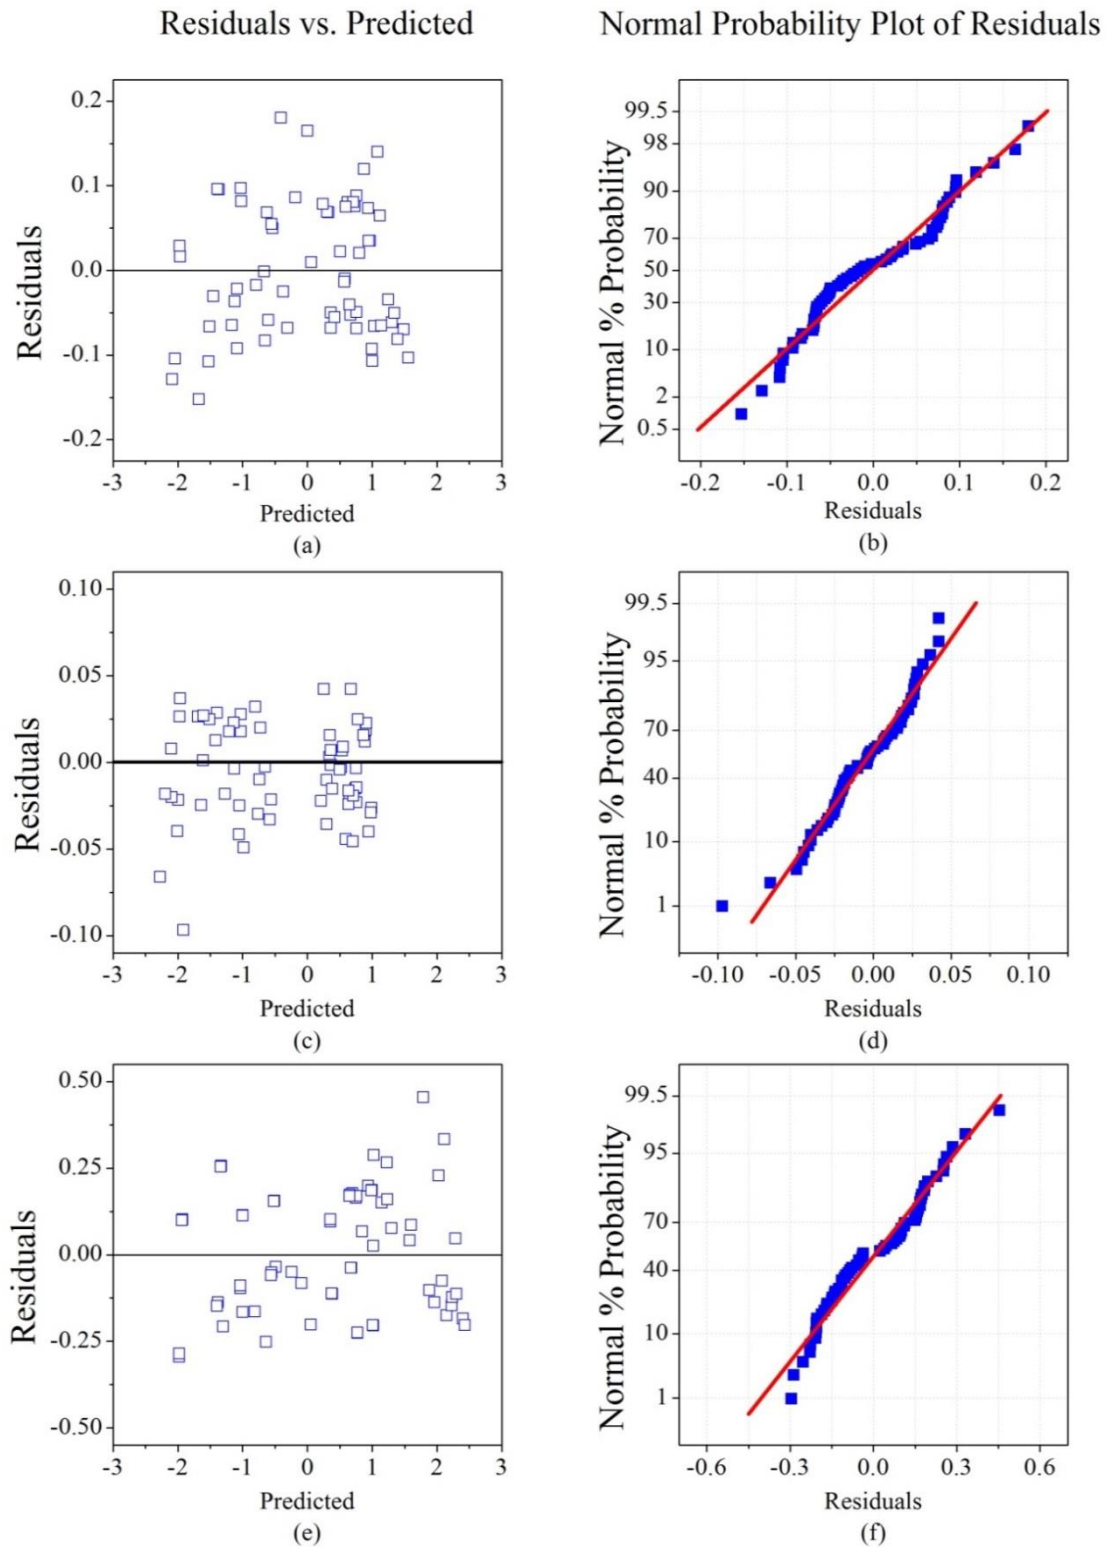 Residuals vs. Predicted
Normal Probability Plot of Residuals
Residuals
0.2
0.1
0.0
-0.1
-0.2
-3 -2 -1 0 1 2 3
Predicted
(a)
Normal % Probability
99.5
98
90
70
50
30
10
2
0.5
-0.2 -0.1 0.0 0.1 0.2
Residuals
(b)
Residuals
0.10
0.05
0.00
-0.05
-0.10
-3 -2 -1 0 1 2 3
Predicted
(c)
Normal % Probability
99.5
95
70
40
10
1
-0.10 -0.05 0.00 0.05 0.10
Residuals
(d)
Residuals
0.50
0.25
0.00
-0.25
-0.50
-3 -2 -1 0 1 2 3
Predicted
(e)
Normal % Probability
99.5
95
70
40
10
1
-0.6 -0.3 0.0 0.3 0.6
Residuals
(f)